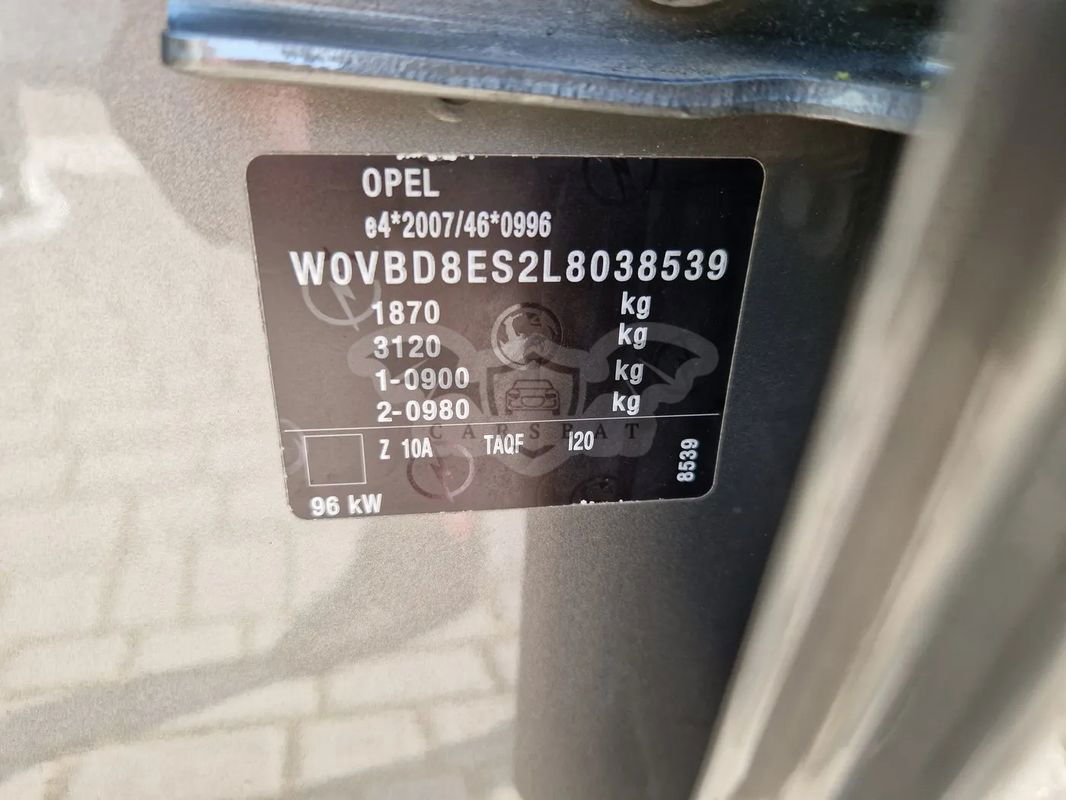 OPEL
e4*2007/46*0996
W0VBD8ES2L8038539
1870 kg
3120 kg
1-0900 kg
2-0980 kg
CARSBAT
Z 10A TAQF I20
8539
96 kW